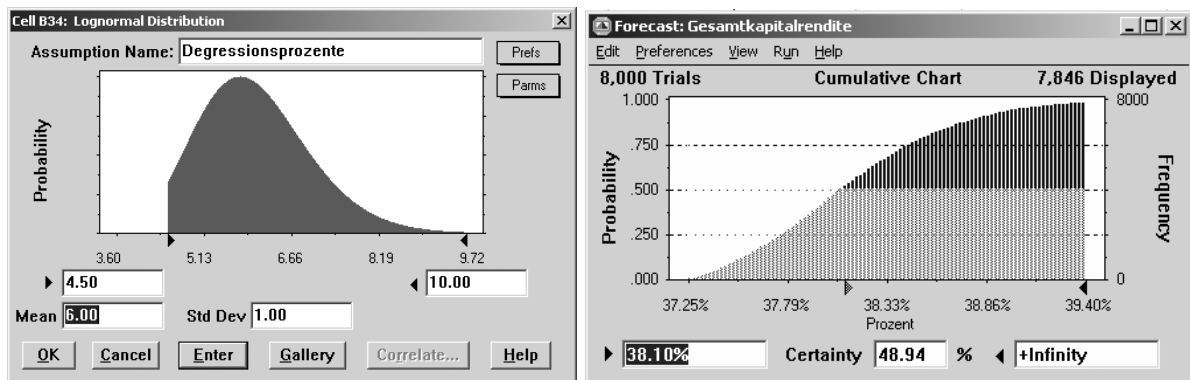 Cell B34: Lognormal Distribution
Assumption Name: Degressionsprozente
Prefs
Parms
Probability
3.60 5.13 6.66 8.19 9.72
4.50 10.00
Mean 6.00 Std Dev 1.00
OK Cancel Enter Gallery Correlate... Help
Forecast: Gesamtkapitalrendite
Edit Preferences View Run Help
8,000 Trials Cumulative Chart 7,846 Displayed
1.000 8000
.750
.500
.250
.000 0
Probability
Frequency
37.25% 37.79% 38.33% 38.86% 39.40%
Prozent
38.10% Certainty 48.94 % +Infinity